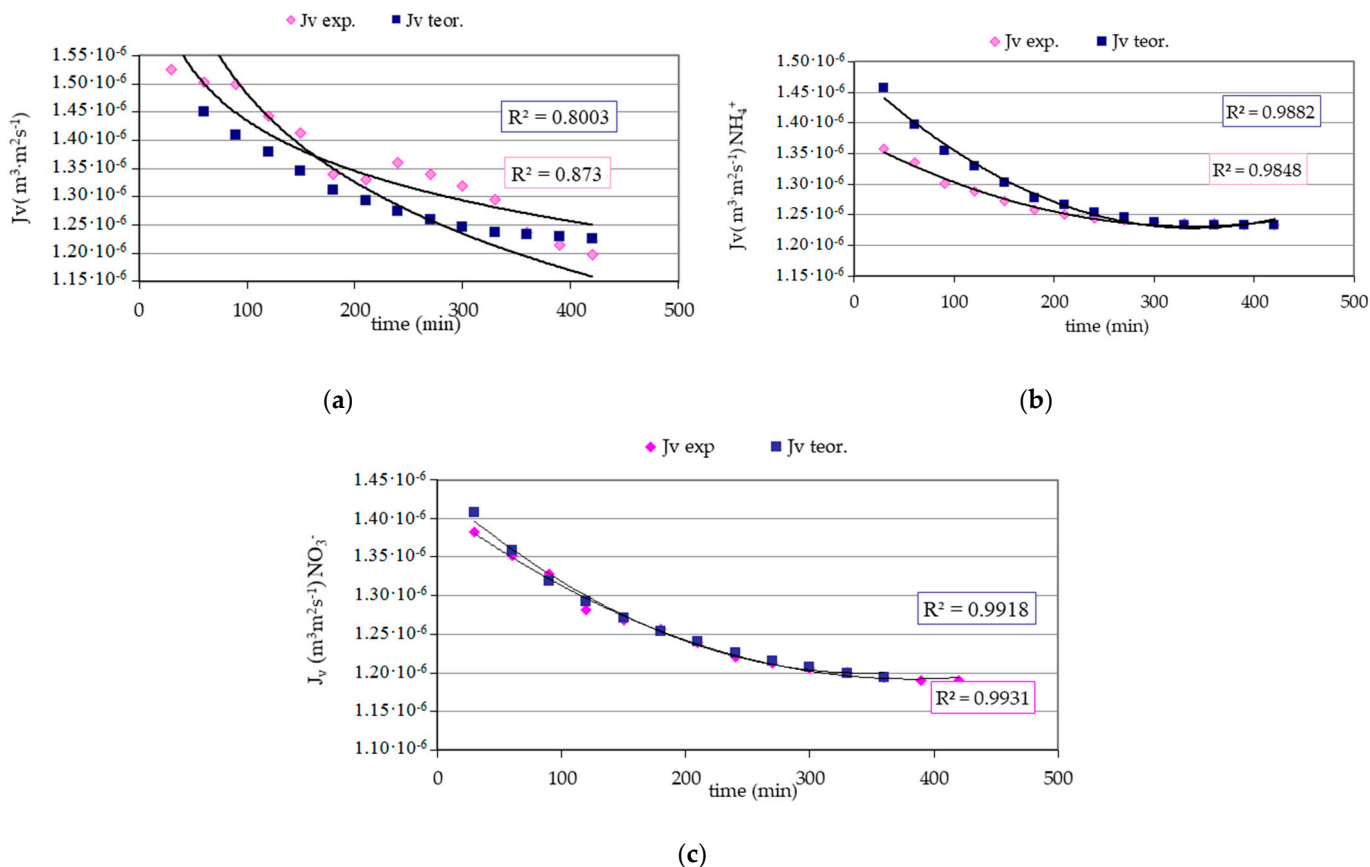 Jv exp. Jv teor.
1.55·10⁻⁶
1.50·10⁻⁶
1.45·10⁻⁶
1.40·10⁻⁶
1.35·10⁻⁶
1.30·10⁻⁶
1.25·10⁻⁶
1.20·10⁻⁶
1.15·10⁻⁶
Jv( m³·m²s⁻¹)
R² = 0.8003
R² = 0.873
0 100 200 300 400 500
time (min)
(a)
Jv exp. Jv teor.
1.50·10⁻⁶
1.45·10⁻⁶
1.40·10⁻⁶
1.35·10⁻⁶
1.30·10⁻⁶
1.25·10⁻⁶
1.20·10⁻⁶
1.15·10⁻⁶
Jv( m³·m²s⁻¹) NH₄⁺
R² = 0.9882
R² = 0.9848
0 100 200 300 400 500
time (min)
(b)
Jv exp Jv teor.
1.45·10⁻⁶
1.40·10⁻⁶
1.35·10⁻⁶
1.30·10⁻⁶
1.25·10⁻⁶
1.20·10⁻⁶
1.15·10⁻⁶
1.10·10⁻⁶
Jᵥ (m³m²s⁻¹) NO₃⁻
R² = 0.9918
R² = 0.9931
0 100 200 300 400 500
time (min)
(c)